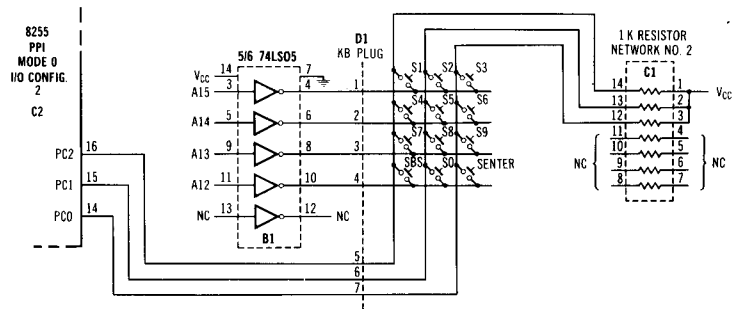 8255
PPI
MODE 0
I/O CONFIG.
2
C2
PC2 16
PC1 15
PC0 14
5/6 74LS05
VCC 14 7
A15 3 4 1
A14 5 6 2
A13 9 8 3
A12 11 10 4
NC 13 12 NC
B1
D1
KB PLUG
S1 S2 S3
S4 S5 S6
S7 S8 S9
SBS S0 SENTER
5
6
7
1 K RESISTOR
NETWORK NO. 2
C1
14 1 VCC
13 2
12 3
11 4
10 5
NC NC
9 6
8 7